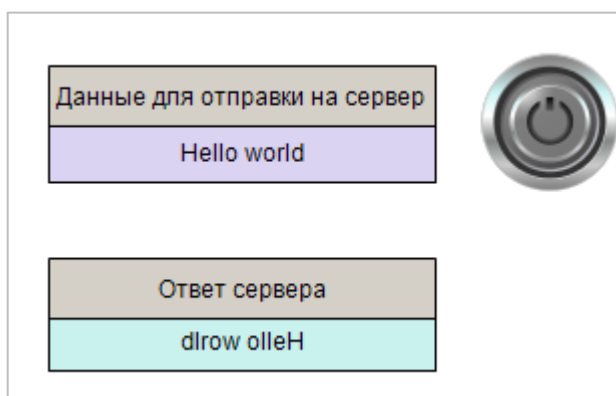 Данные для отправки на сервер
Hello world
Ответ сервера
dlrow olleH